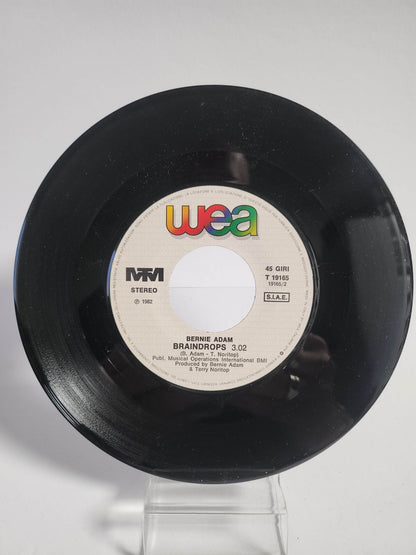 wea
MTM
STEREO
℗ 1982
45 GIRI
T 19165
19165/2
S.I.A.E.
BERNIE ADAM
BRAINDROPS 3.02
(B. Adam - T. Noritop)
Publ. Musical Operations International BMI
Produced by Bernie Adam
& Terry Noritop